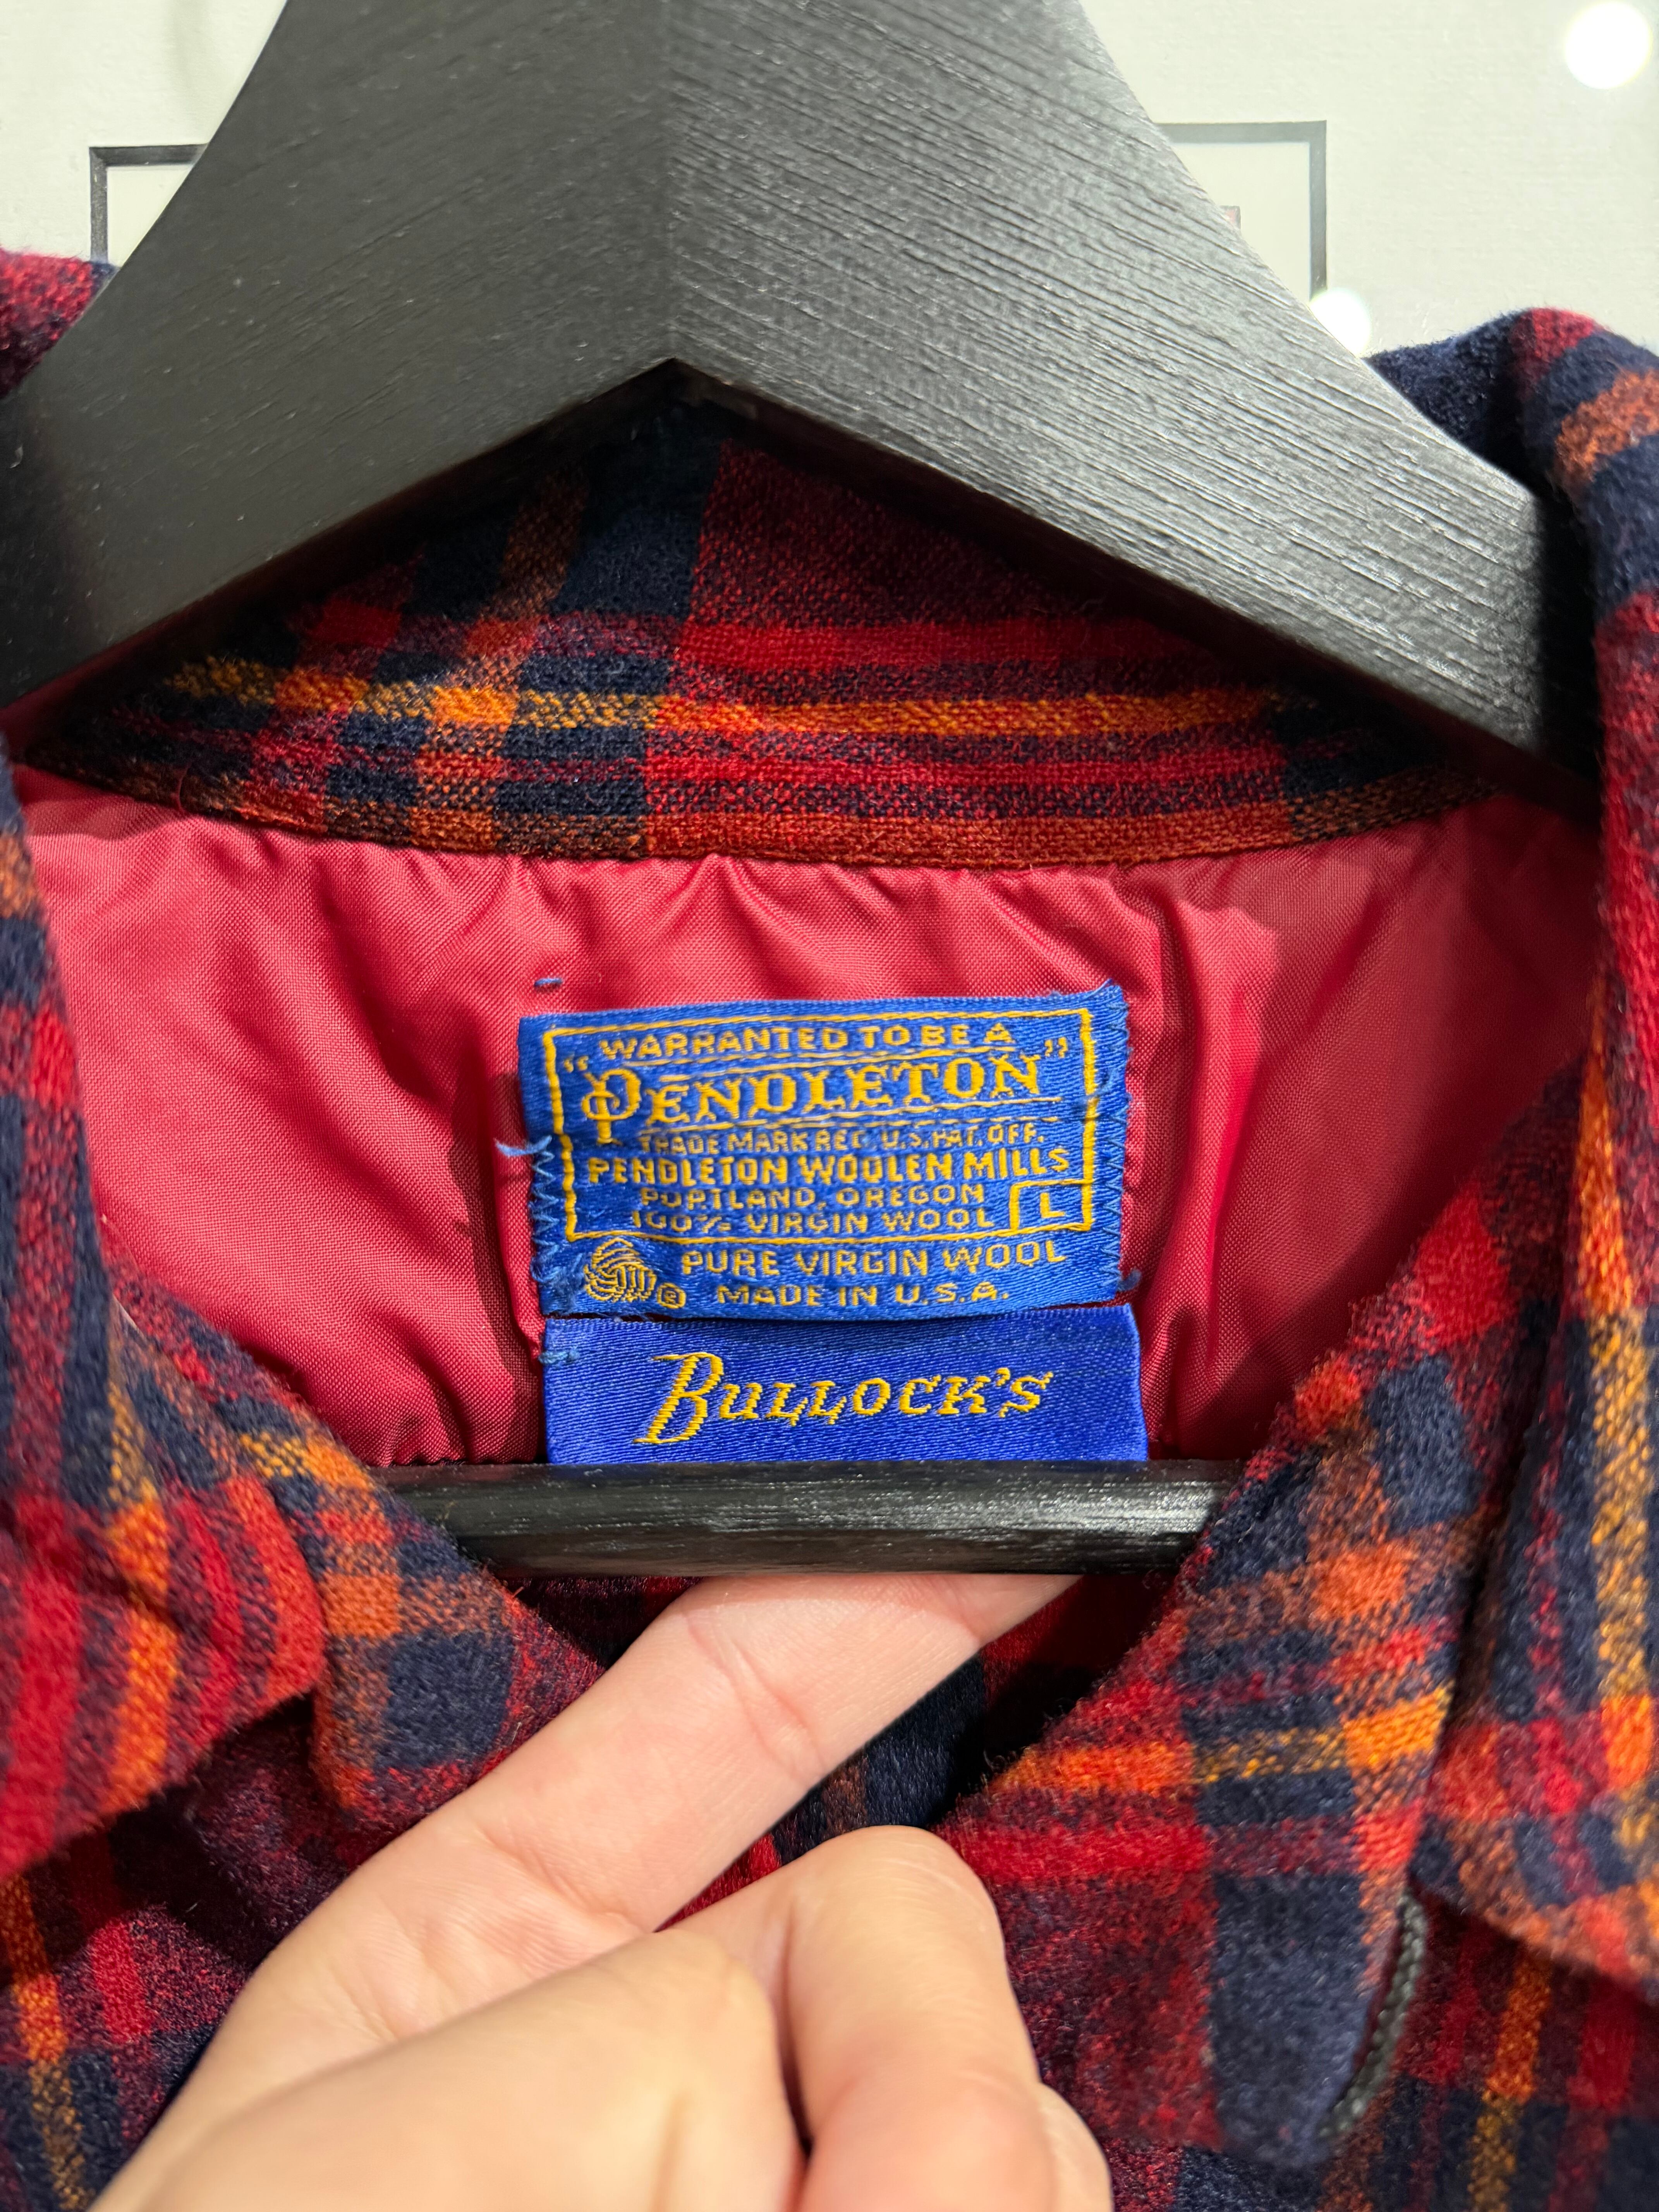 WARRANTED TO BE A
"PENDLETON"
TRADE MARK REG. U.S. PAT. OFF.
PENDLETON WOOLEN MILLS
PORTLAND, OREGON
100% VIRGIN WOOL L
PURE VIRGIN WOOL
® MADE IN U.S.A.
BULLOCK'S